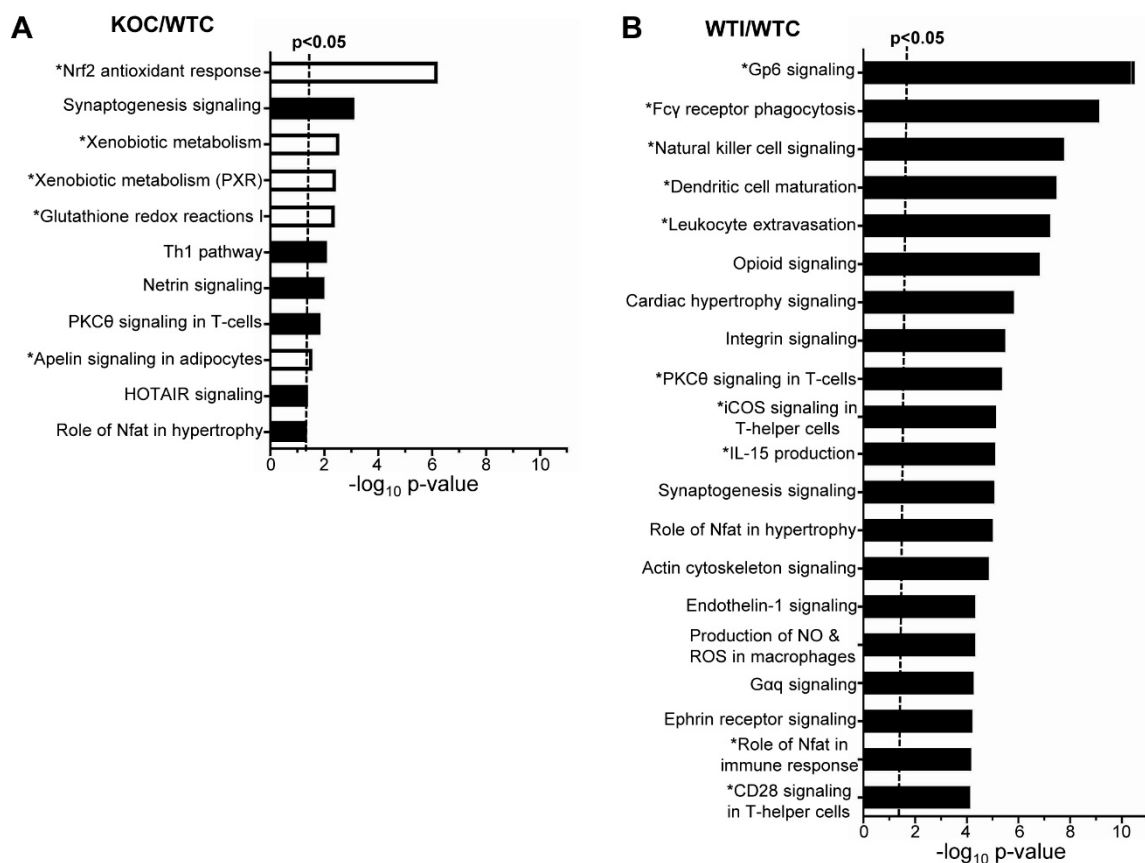 A
KOC/WTC
p<0.05
*Nrf2 antioxidant response
Synaptogenesis signaling
*Xenobiotic metabolism
*Xenobiotic metabolism (PXR)
*Glutathione redox reactions I
Th1 pathway
Netrin signaling
PKCθ signaling in T-cells
*Apelin signaling in adipocytes
HOTAIR signaling
Role of Nfat in hypertrophy
0 2 4 6 8 10
-log₁₀ p-value
B
WTI/WTC
p<0.05
*Gp6 signaling
*Fcγ receptor phagocytosis
*Natural killer cell signaling
*Dendritic cell maturation
*Leukocyte extravasation
Opioid signaling
Cardiac hypertrophy signaling
Integrin signaling
*PKCθ signaling in T-cells
*iCOS signaling in
T-helper cells
*IL-15 production
Synaptogenesis signaling
Role of Nfat in hypertrophy
Actin cytoskeleton signaling
Endothelin-1 signaling
Production of NO &
ROS in macrophages
Gαq signaling
Ephrin receptor signaling
*Role of Nfat in
immune response
*CD28 signaling
in T-helper cells
0 2 4 6 8 10
-log₁₀ p-value